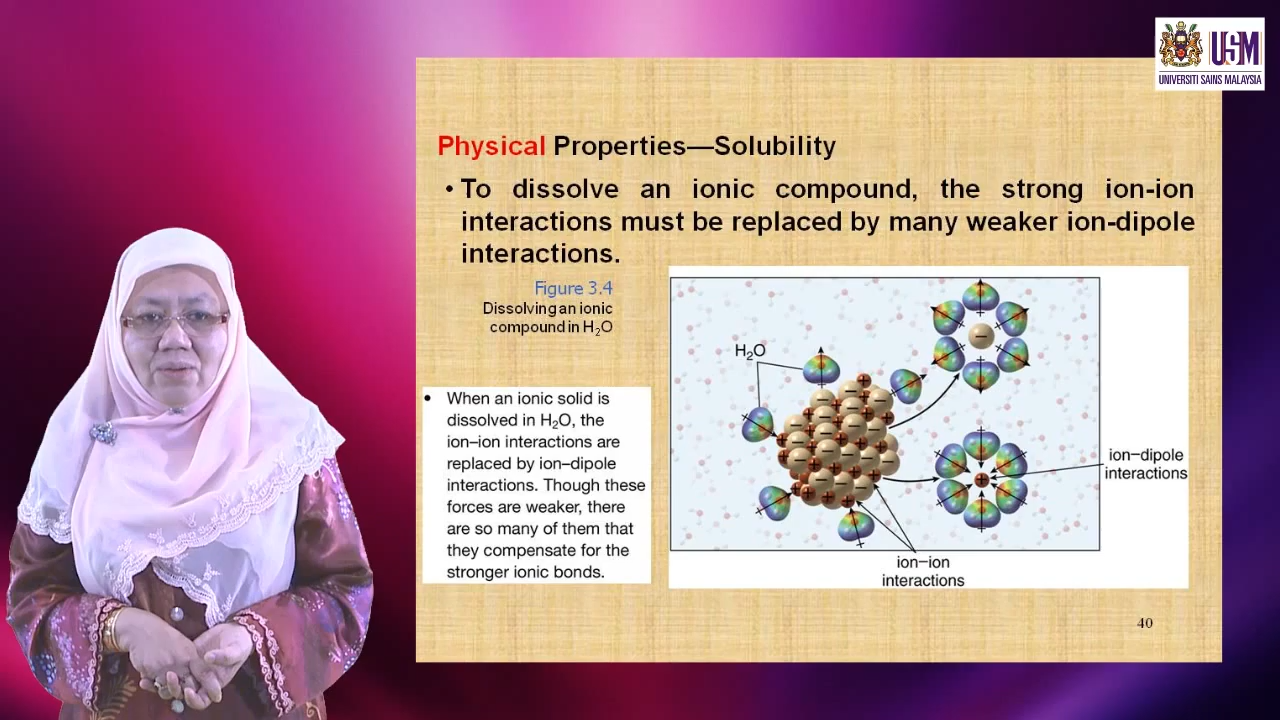 USM
UNIVERSITI SAINS MALAYSIA
Physical Properties—Solubility
• To dissolve an ionic compound, the strong ion-ion
interactions must be replaced by many weaker ion-dipole
interactions.
Figure 3.4
Dissolving an ionic
compound in H₂O
• When an ionic solid is
dissolved in H₂O, the
ion–ion interactions are
replaced by ion–dipole
interactions. Though these
forces are weaker, there
are so many of them that
they compensate for the
stronger ionic bonds.
H₂O
ion–dipole
interactions
ion–ion
interactions
40